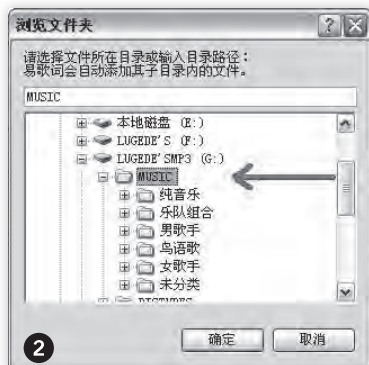 浏览文件夹
请选择文件所在目录或输入目录路径：
易歌词会自动添加其子目录内的文件。
MUSIC
本地磁盘 (E:)
LUGEDE'S (F:)
LUGEDE'SMP3 (G:)
MUSIC
纯音乐
乐队组合
男歌手
鸟语歌
女歌手
未分类
PICTURES
确定 取消
2